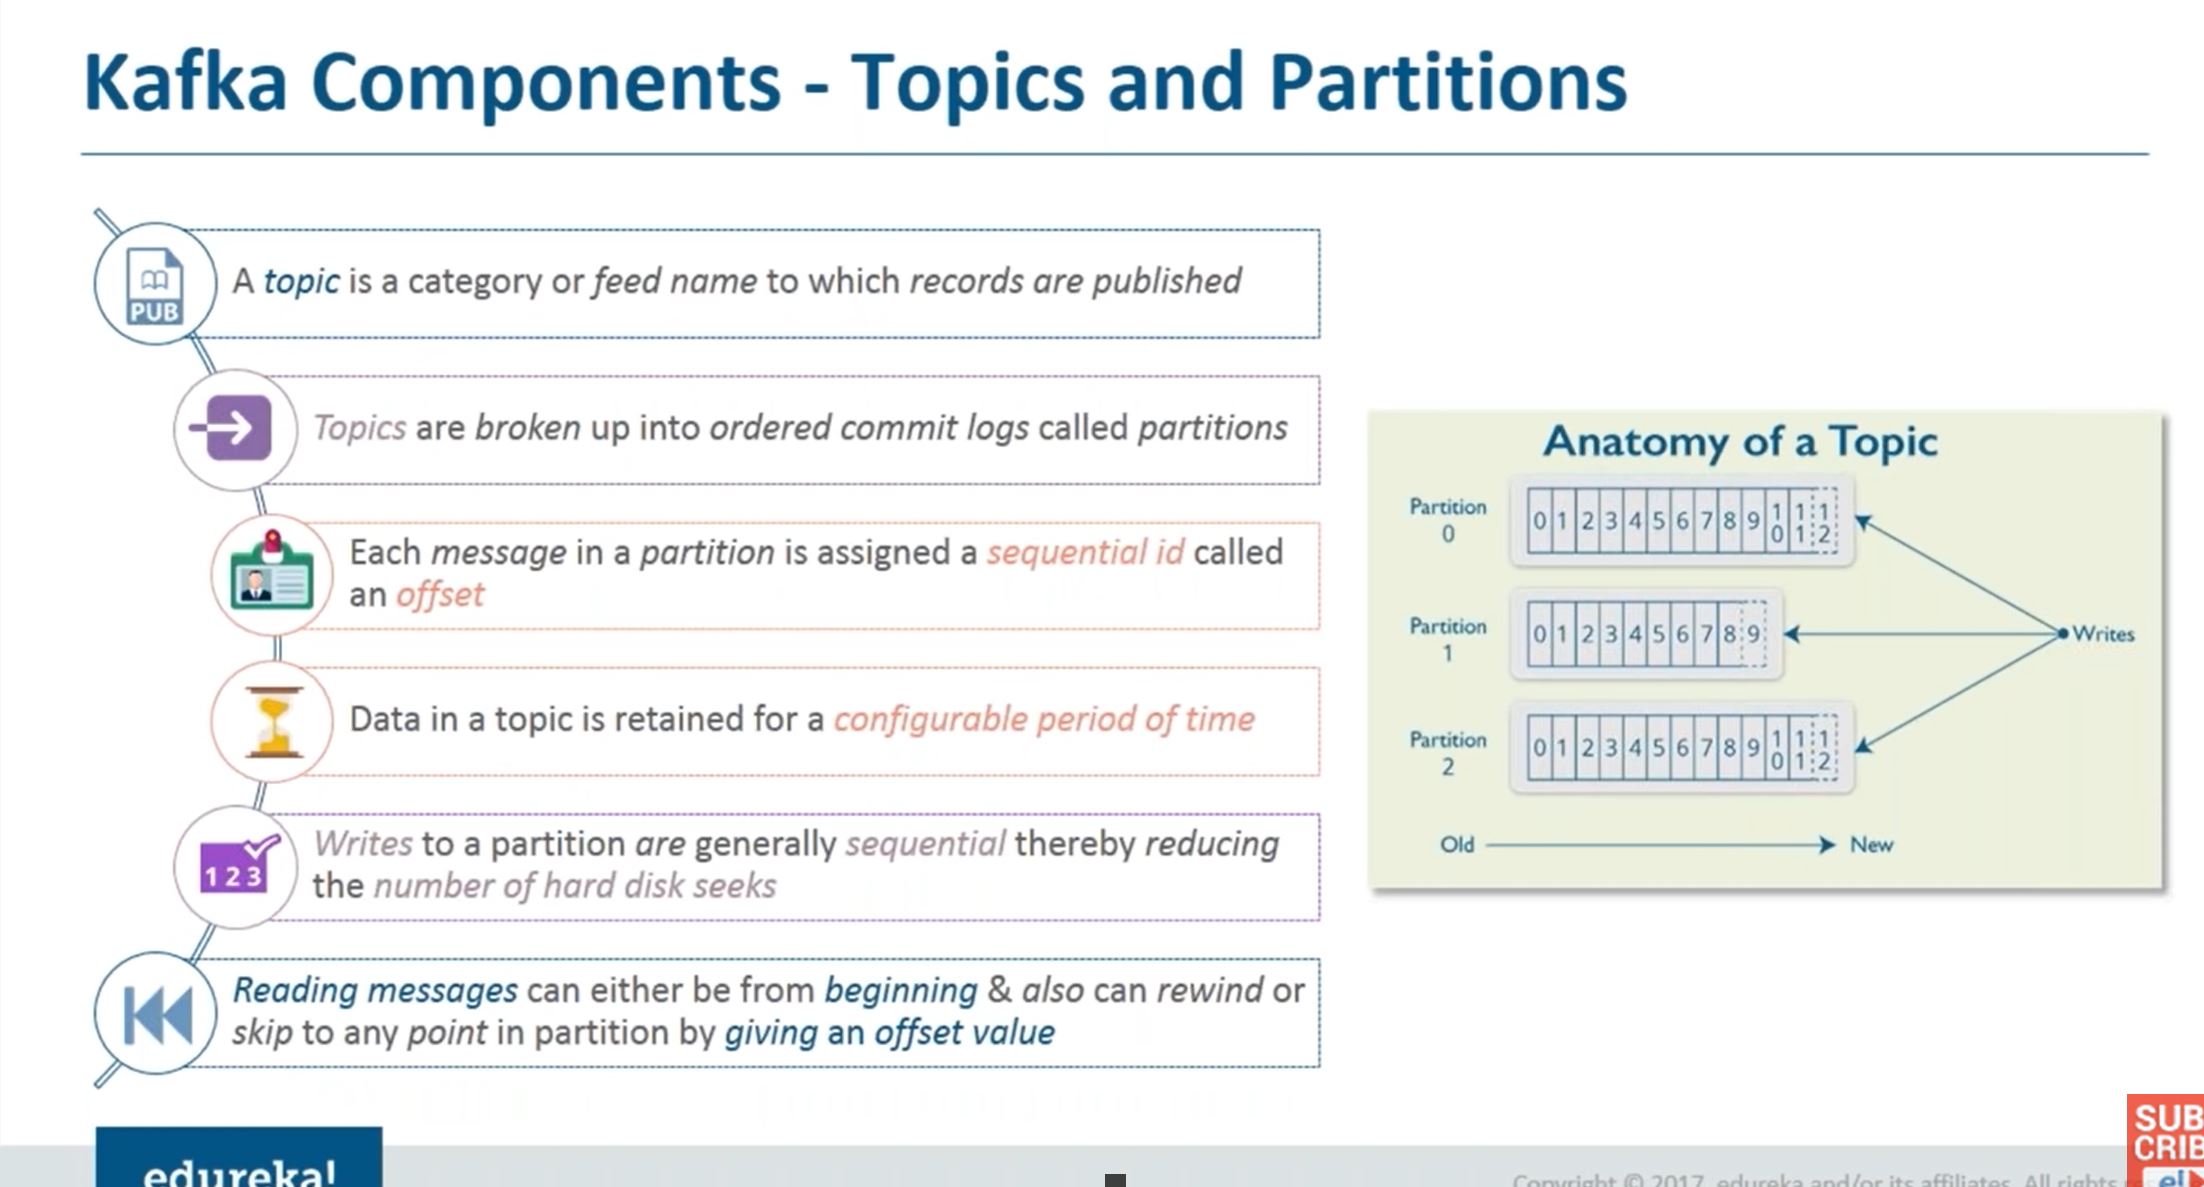 Kafka Components - Topics and Partitions
PUB
A topic is a category or feed name to which records are published
Topics are broken up into ordered commit logs called partitions
Each message in a partition is assigned a sequential id called
an offset
Data in a topic is retained for a configurable period of time
1 2 3
Writes to a partition are generally sequential thereby reducing
the number of hard disk seeks
Reading messages can either be from beginning & also can rewind or
skip to any point in partition by giving an offset value
Anatomy of a Topic
Partition
0
0 1 2 3 4 5 6 7 8 9 10 11 12
Partition
1
0 1 2 3 4 5 6 7 8 9
Writes
Partition
2
0 1 2 3 4 5 6 7 8 9 10 11 12
Old
New
edureka!
Copyright © 2017, edureka and/or its affiliates. All rights
SUB
CRIB